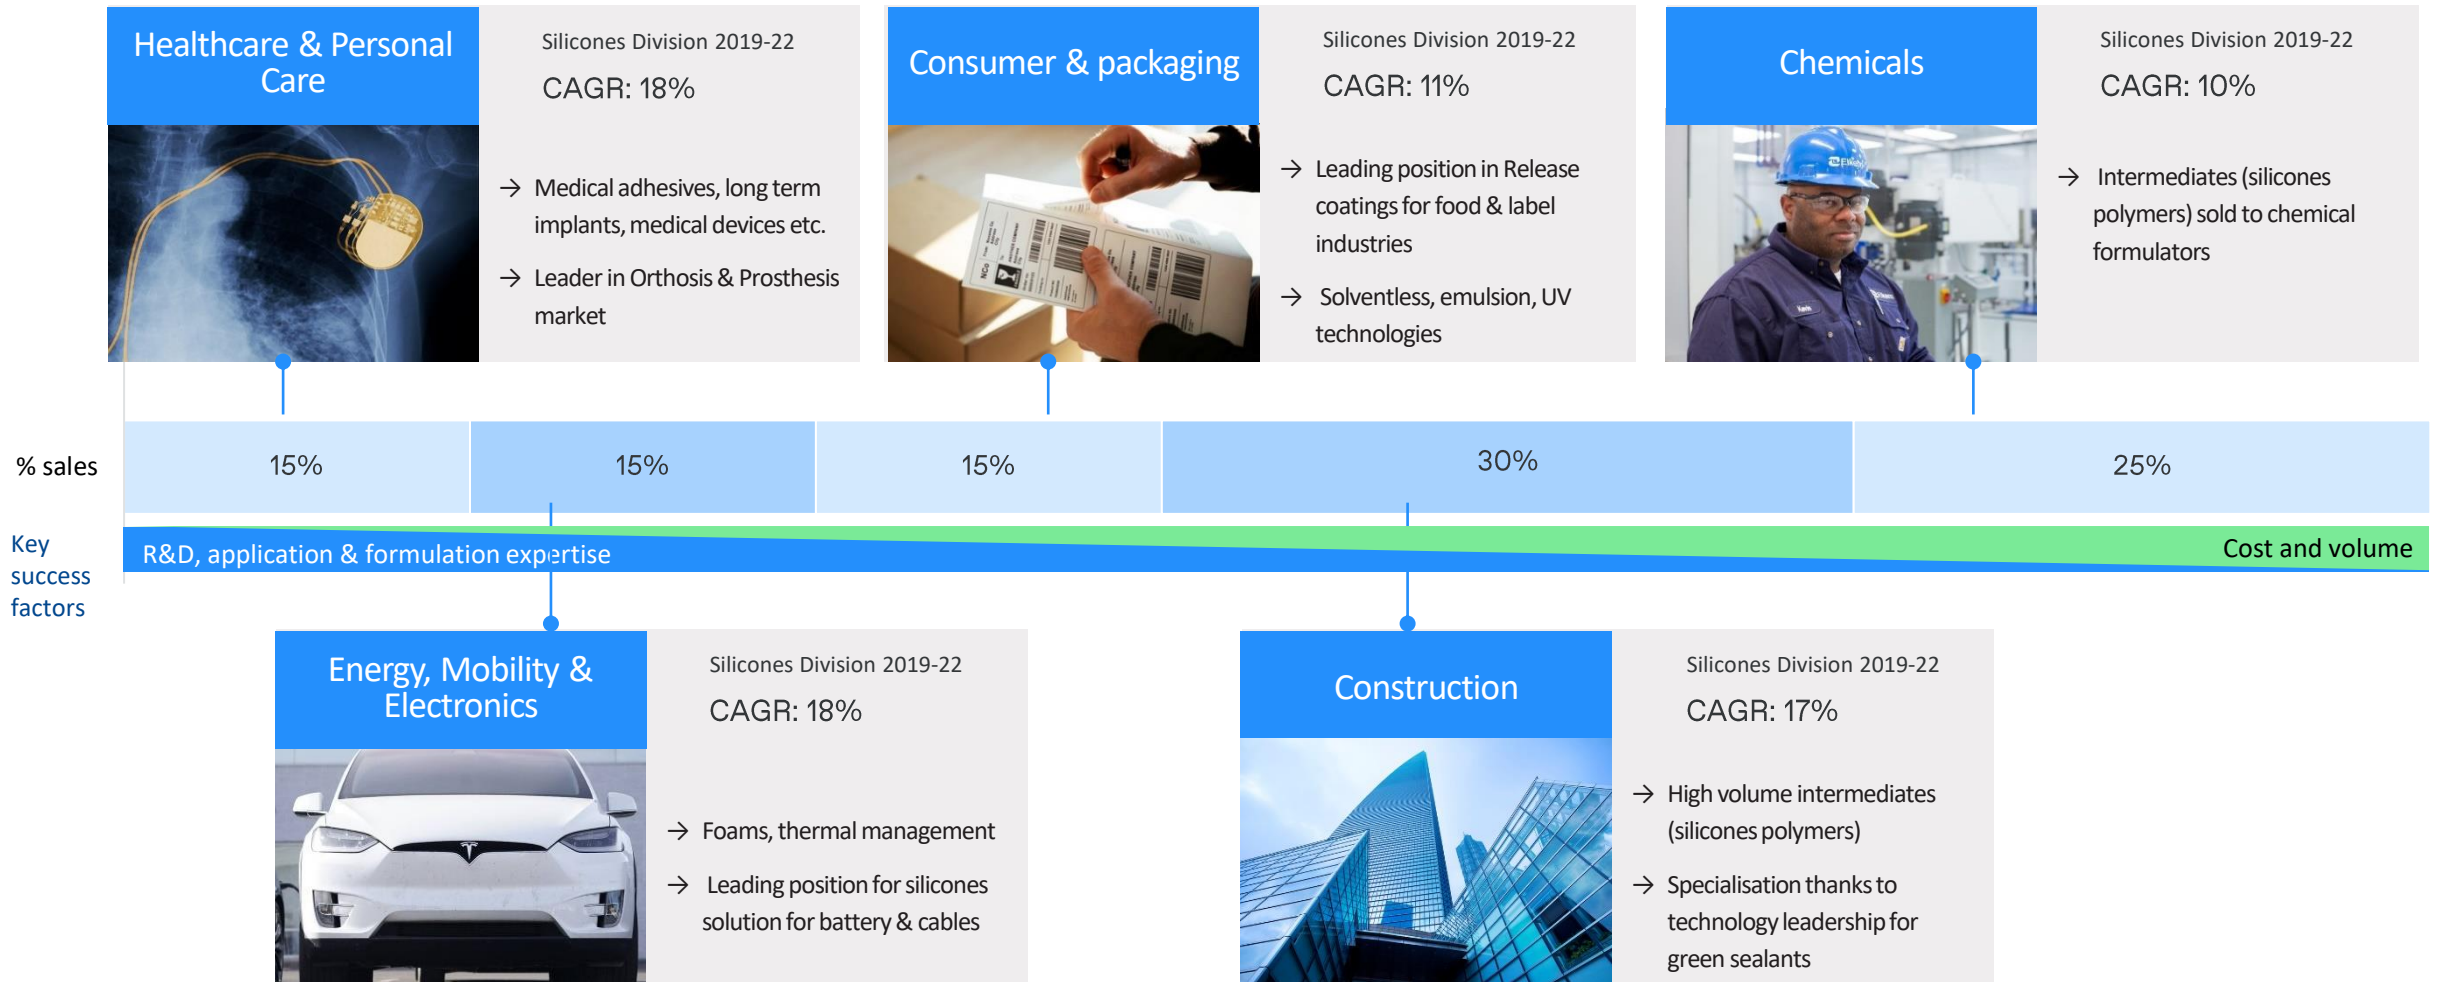 Healthcare & Personal
Care
Silicones Division 2019-22
CAGR: 18%
→ Medical adhesives, long term
implants, medical devices etc.
→ Leader in Orthosis & Prosthesis
market
Consumer & packaging
Silicones Division 2019-22
CAGR: 11%
→ Leading position in Release
coatings for food & label
industries
→ Solventless, emulsion, UV
technologies
NGo
Chemicals
Silicones Division 2019-22
CAGR: 10%
→ Intermediates (silicones
polymers) sold to chemical
formulators
Kevin
% sales
15%
15%
15%
30%
25%
Key
success
factors
R&D, application & formulation expertise
Cost and volume
Energy, Mobility &
Electronics
Silicones Division 2019-22
CAGR: 18%
→ Foams, thermal management
→ Leading position for silicones
solution for battery & cables
Construction
Silicones Division 2019-22
CAGR: 17%
→ High volume intermediates
(silicones polymers)
→ Specialisation thanks to
technology leadership for
green sealants